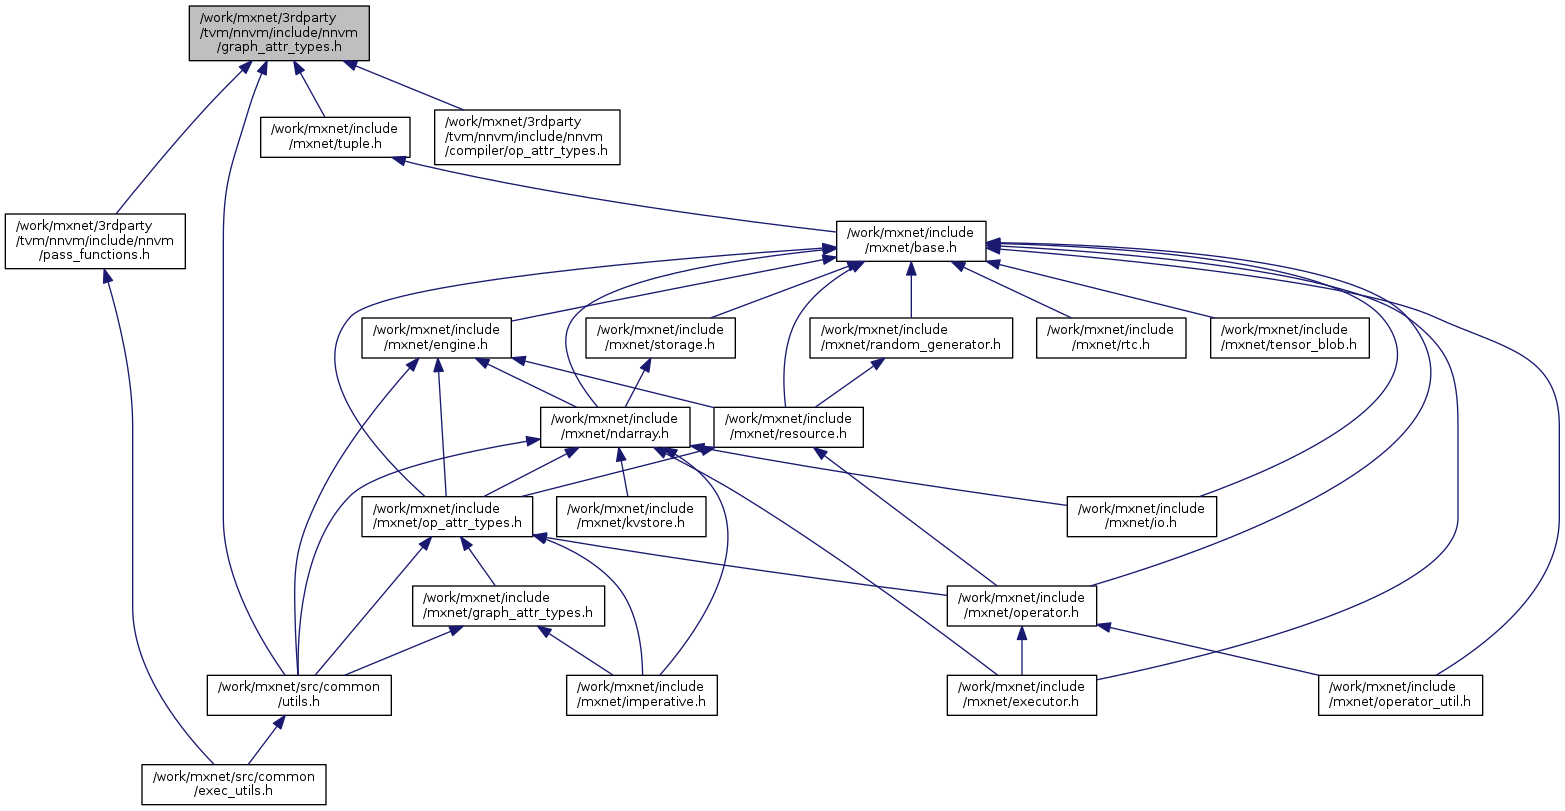 /work/mxnet/3rdparty
/tvm/nnvm/include/nnvm
/graph_attr_types.h
/work/mxnet/include
/mxnet/tuple.h
/work/mxnet/3rdparty
/tvm/nnvm/include/nnvm
/compiler/op_attr_types.h
/work/mxnet/3rdparty
/tvm/nnvm/include/nnvm
/pass_functions.h
/work/mxnet/include
/mxnet/base.h
/work/mxnet/include
/mxnet/engine.h
/work/mxnet/include
/mxnet/storage.h
/work/mxnet/include
/mxnet/random_generator.h
/work/mxnet/include
/mxnet/rtc.h
/work/mxnet/include
/mxnet/tensor_blob.h
/work/mxnet/include
/mxnet/ndarray.h
/work/mxnet/include
/mxnet/resource.h
/work/mxnet/include
/mxnet/op_attr_types.h
/work/mxnet/include
/mxnet/kvstore.h
/work/mxnet/include
/mxnet/io.h
/work/mxnet/include
/mxnet/graph_attr_types.h
/work/mxnet/include
/mxnet/operator.h
/work/mxnet/src/common
/utils.h
/work/mxnet/include
/mxnet/imperative.h
/work/mxnet/include
/mxnet/executor.h
/work/mxnet/include
/mxnet/operator_util.h
/work/mxnet/src/common
/exec_utils.h